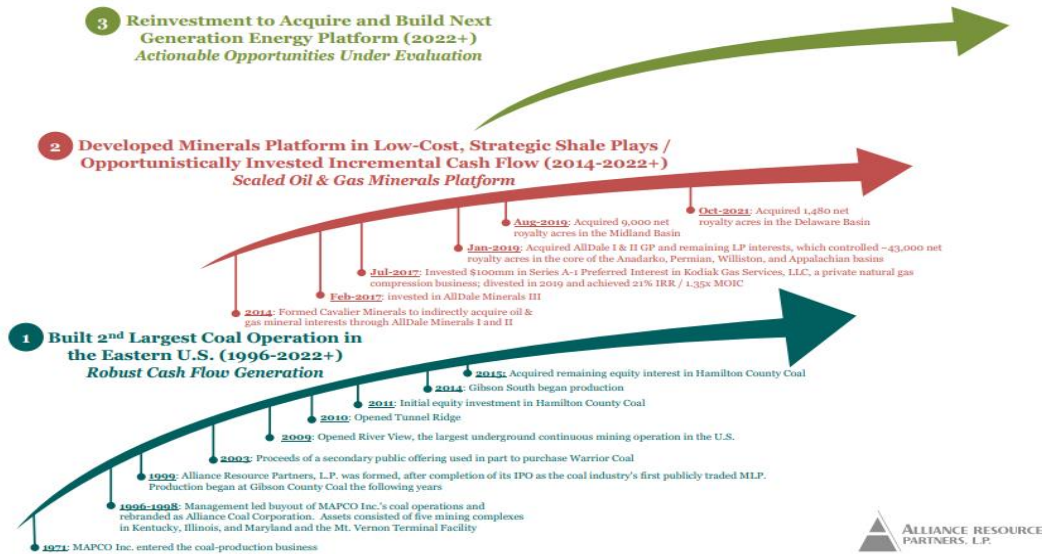 3 Reinvestment to Acquire and Build Next
Generation Energy Platform (2022+)
Actionable Opportunities Under Evaluation
2 Developed Minerals Platform in Low-Cost, Strategic Shale Plays /
Opportunistically Invested Incremental Cash Flow (2014-2022+)
Scaled Oil & Gas Minerals Platform
Oct-2021: Acquired 1,480 net
royalty acres in the Delaware Basin
Aug-2019: Acquired 9,000 net
royalty acres in the Midland Basin
Jan-2019: Acquired AllDale I & II GP and remaining LP interests, which controlled ~43,000 net
royalty acres in the core of the Anadarko, Permian, Williston, and Appalachian basins
Jul-2017: Invested $100mm in Series A-1 Preferred Interest in Kodiak Gas Services, LLC, a private natural gas
compression business; divested in 2019 and achieved 21% IRR / 1.35x MOIC
Feb-2017: invested in AllDale Minerals III
2014: Formed Cavalier Minerals to indirectly acquire oil &
gas mineral interests through AllDale Minerals I and II
1 Built 2nd Largest Coal Operation in
the Eastern U.S. (1996-2022+)
Robust Cash Flow Generation
2015: Acquired remaining equity interest in Hamilton County Coal
2014: Gibson South began production
2011: Initial equity investment in Hamilton County Coal
2010: Opened Tunnel Ridge
2009: Opened River View, the largest underground continuous mining operation in the U.S.
2003: Proceeds of a secondary public offering used in part to purchase Warrior Coal
1999: Alliance Resource Partners, L.P. was formed, after completion of its IPO as the coal industry's first publicly traded MLP.
Production began at Gibson County Coal the following years
1996-1998: Management led buyout of MAPCO Inc.'s coal operations and
rebranded as Alliance Coal Corporation. Assets consisted of five mining complexes
in Kentucky, Illinois, and Maryland and the Mt. Vernon Terminal Facility
1971: MAPCO Inc. entered the coal-production business
ALLIANCE RESOURCE
PARTNERS, L.P.